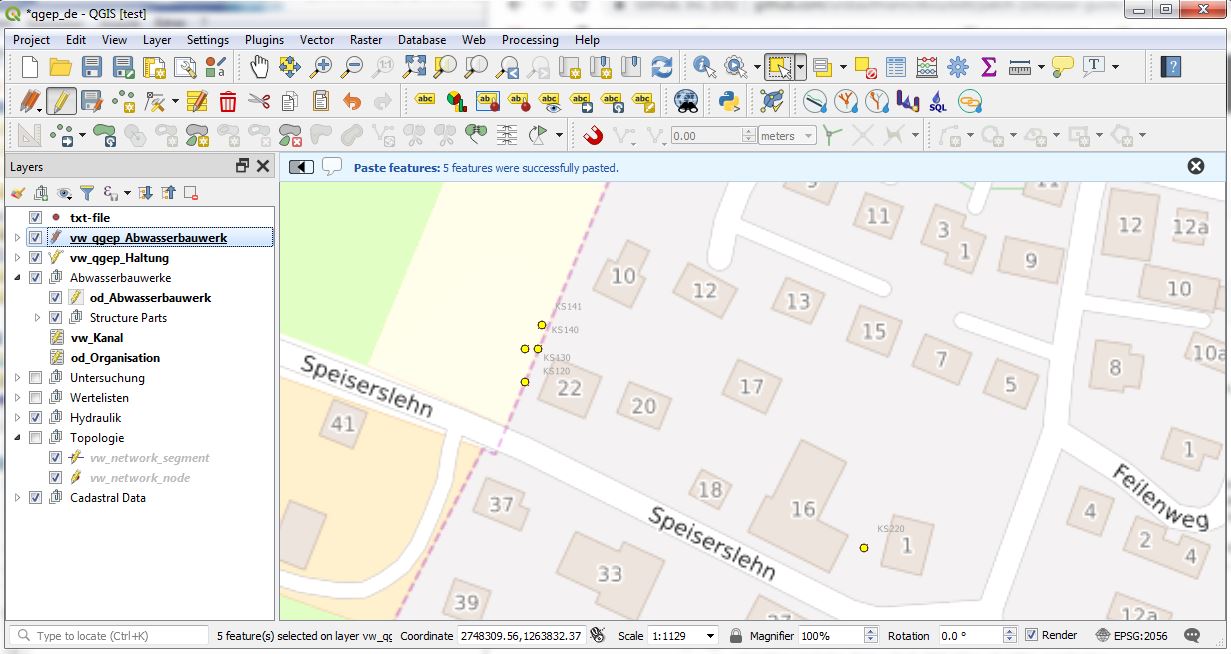 *qgep_de - QGIS [test]
Project Edit View Layer Settings Plugins Vector Raster Database Web Processing Help
0.00 meters
Layers
Paste features: 5 features were successfully pasted.
txt-file
vw_qgep_Abwasserbauwerk
vw_qgep_Haltung
Abwasserbauwerke
od_Abwasserbauwerk
Structure Parts
vw_Kanal
od_Organisation
Untersuchung
Wertelisten
Hydraulik
Topologie
vw_network_segment
vw_network_node
Cadastral Data
11
12
12a
3
1
9
10
10
12
13
15
7
5
8
10a
KS141
KS140
KS130
KS120
22
20
17
Speiserslehn
41
1
37
18
16
Speiserslehn
Feilenweg
4
2
4
KS220
1
33
39
12a
Type to locate (Ctrl+K) 5 feature(s) selected on layer vw_qg Coordinate 2748309.56,1263832.37 Scale 1:1129 Magnifier 100% Rotation 0.0 ° Render EPSG:2056